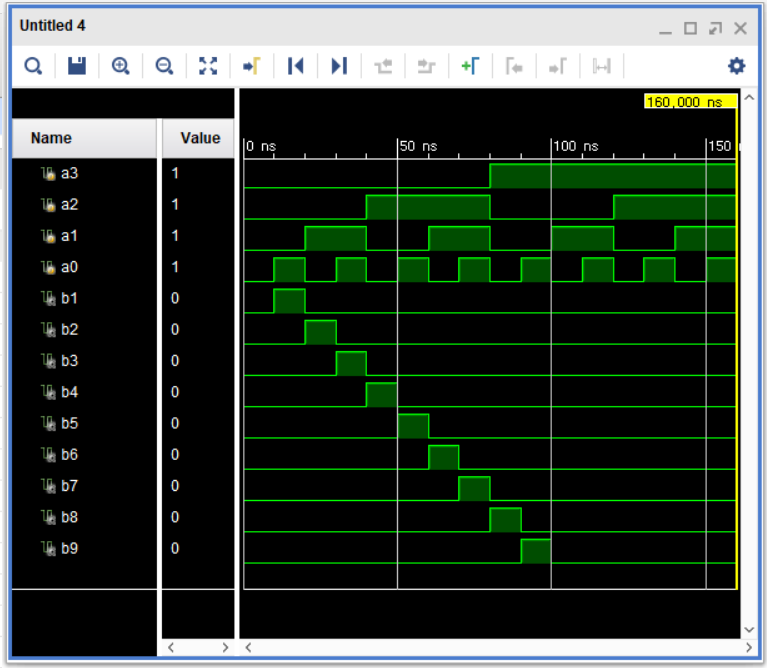 Untitled 4
160,000 ns
Name Value
0 ns 50 ns 100 ns 150
a3 1
a2 1
a1 1
a0 1
b1 0
b2 0
b3 0
b4 0
b5 0
b6 0
b7 0
b8 0
b9 0